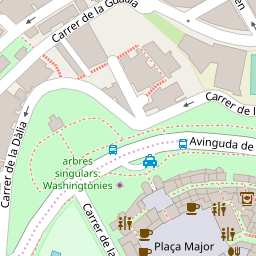 Carrer de la Guatlla
Carrer de l
Carrer de la Dàlia
Avinguda de
arbres
singulars:
Washingtònies
Carrer de la
Plaça Major